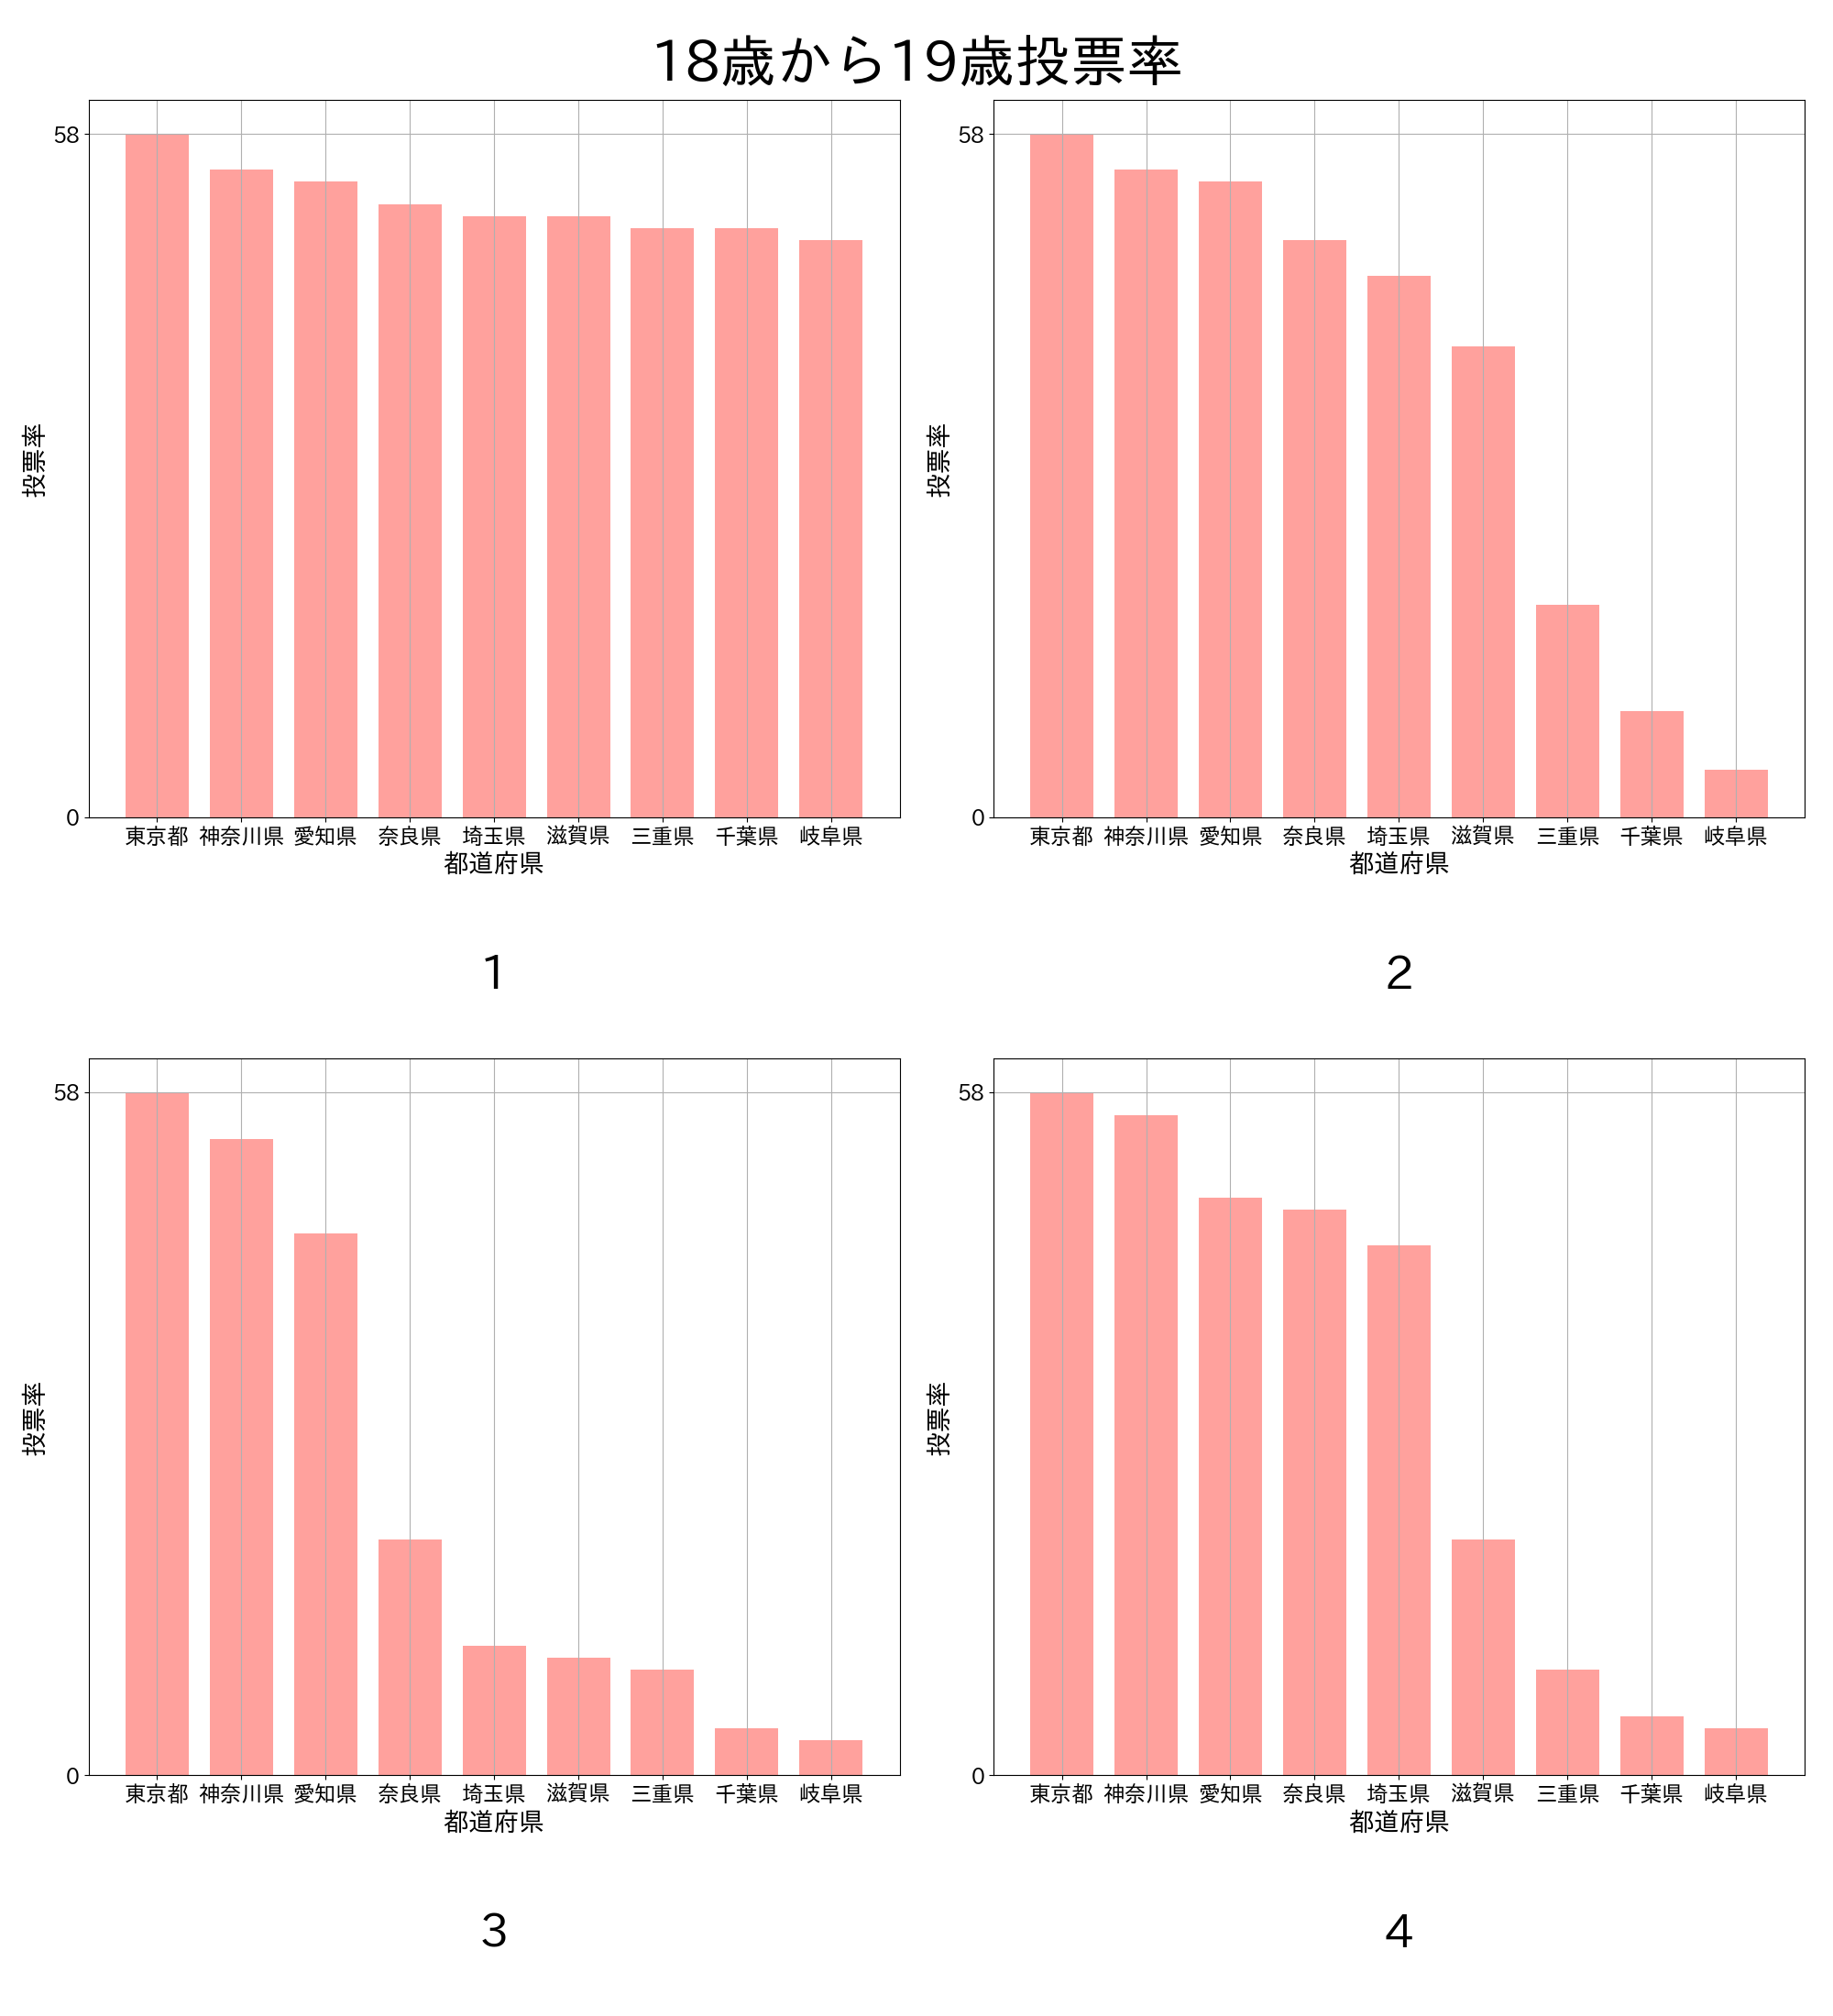 18歳から19歳投票率
58
投票率
0
東京都 神奈川県 愛知県 奈良県 埼玉県 滋賀県 三重県 千葉県 岐阜県
都道府県
1
58
投票率
0
東京都 神奈川県 愛知県 奈良県 埼玉県 滋賀県 三重県 千葉県 岐阜県
都道府県
2
58
投票率
0
東京都 神奈川県 愛知県 奈良県 埼玉県 滋賀県 三重県 千葉県 岐阜県
都道府県
3
58
投票率
0
東京都 神奈川県 愛知県 奈良県 埼玉県 滋賀県 三重県 千葉県 岐阜県
都道府県
4